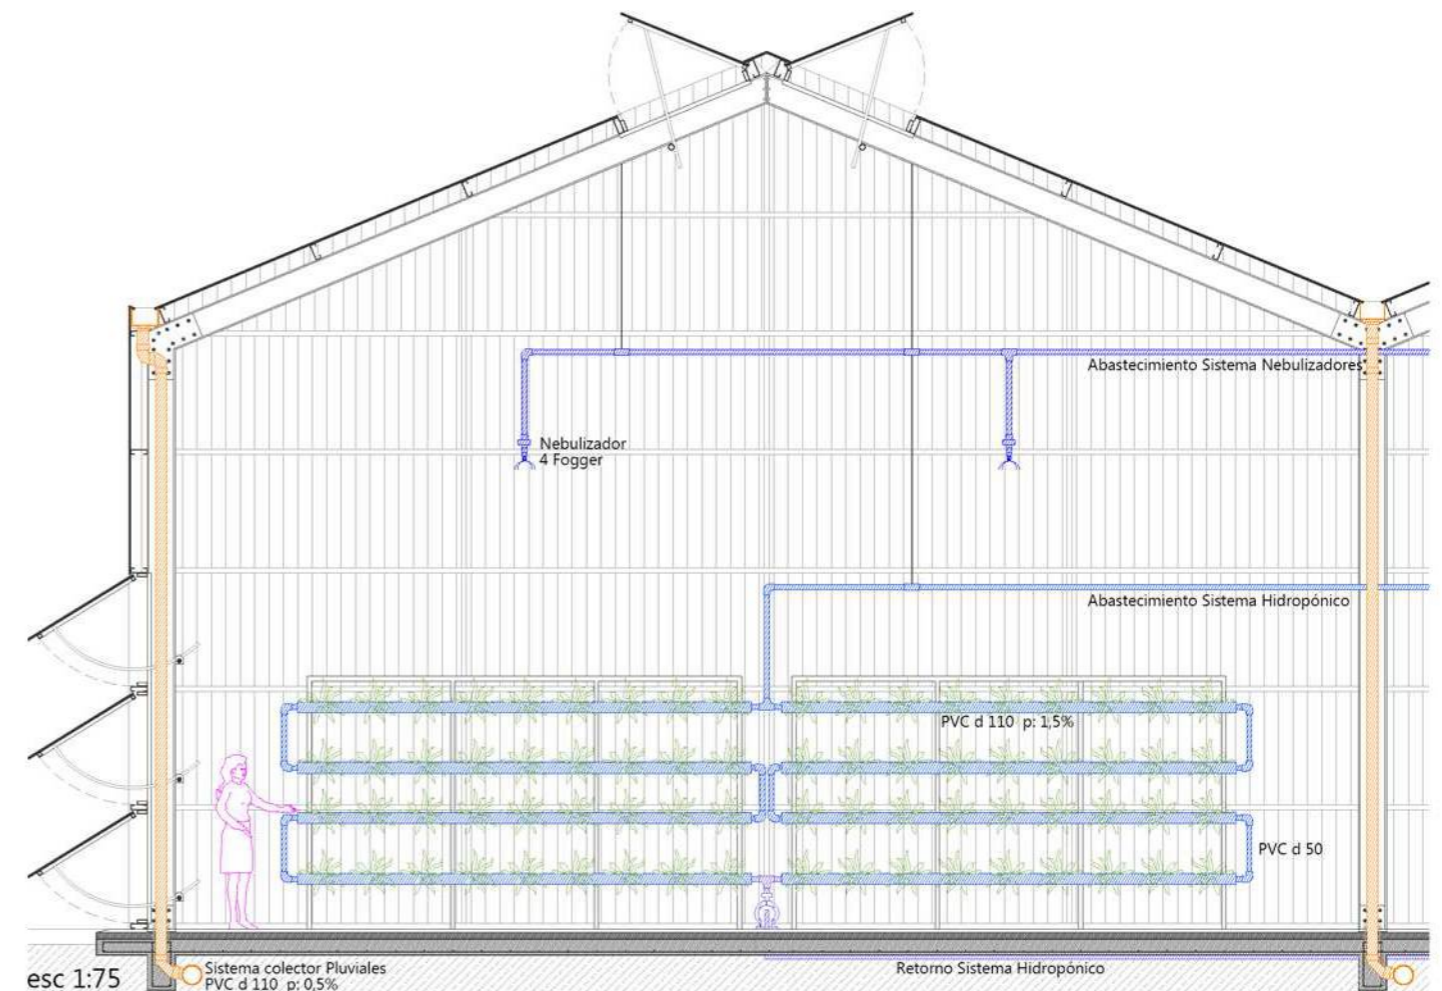 Abastecimiento Sistema Nebulizadores
Nebulizador
4 Fogger
Abastecimiento Sistema Hidropónico
PVC d 110 p: 1,5%
PVC d 50
esc 1:75
Sistema colector Pluviales
PVC d 110 p: 0,5%
Retorno Sistema Hidropónico